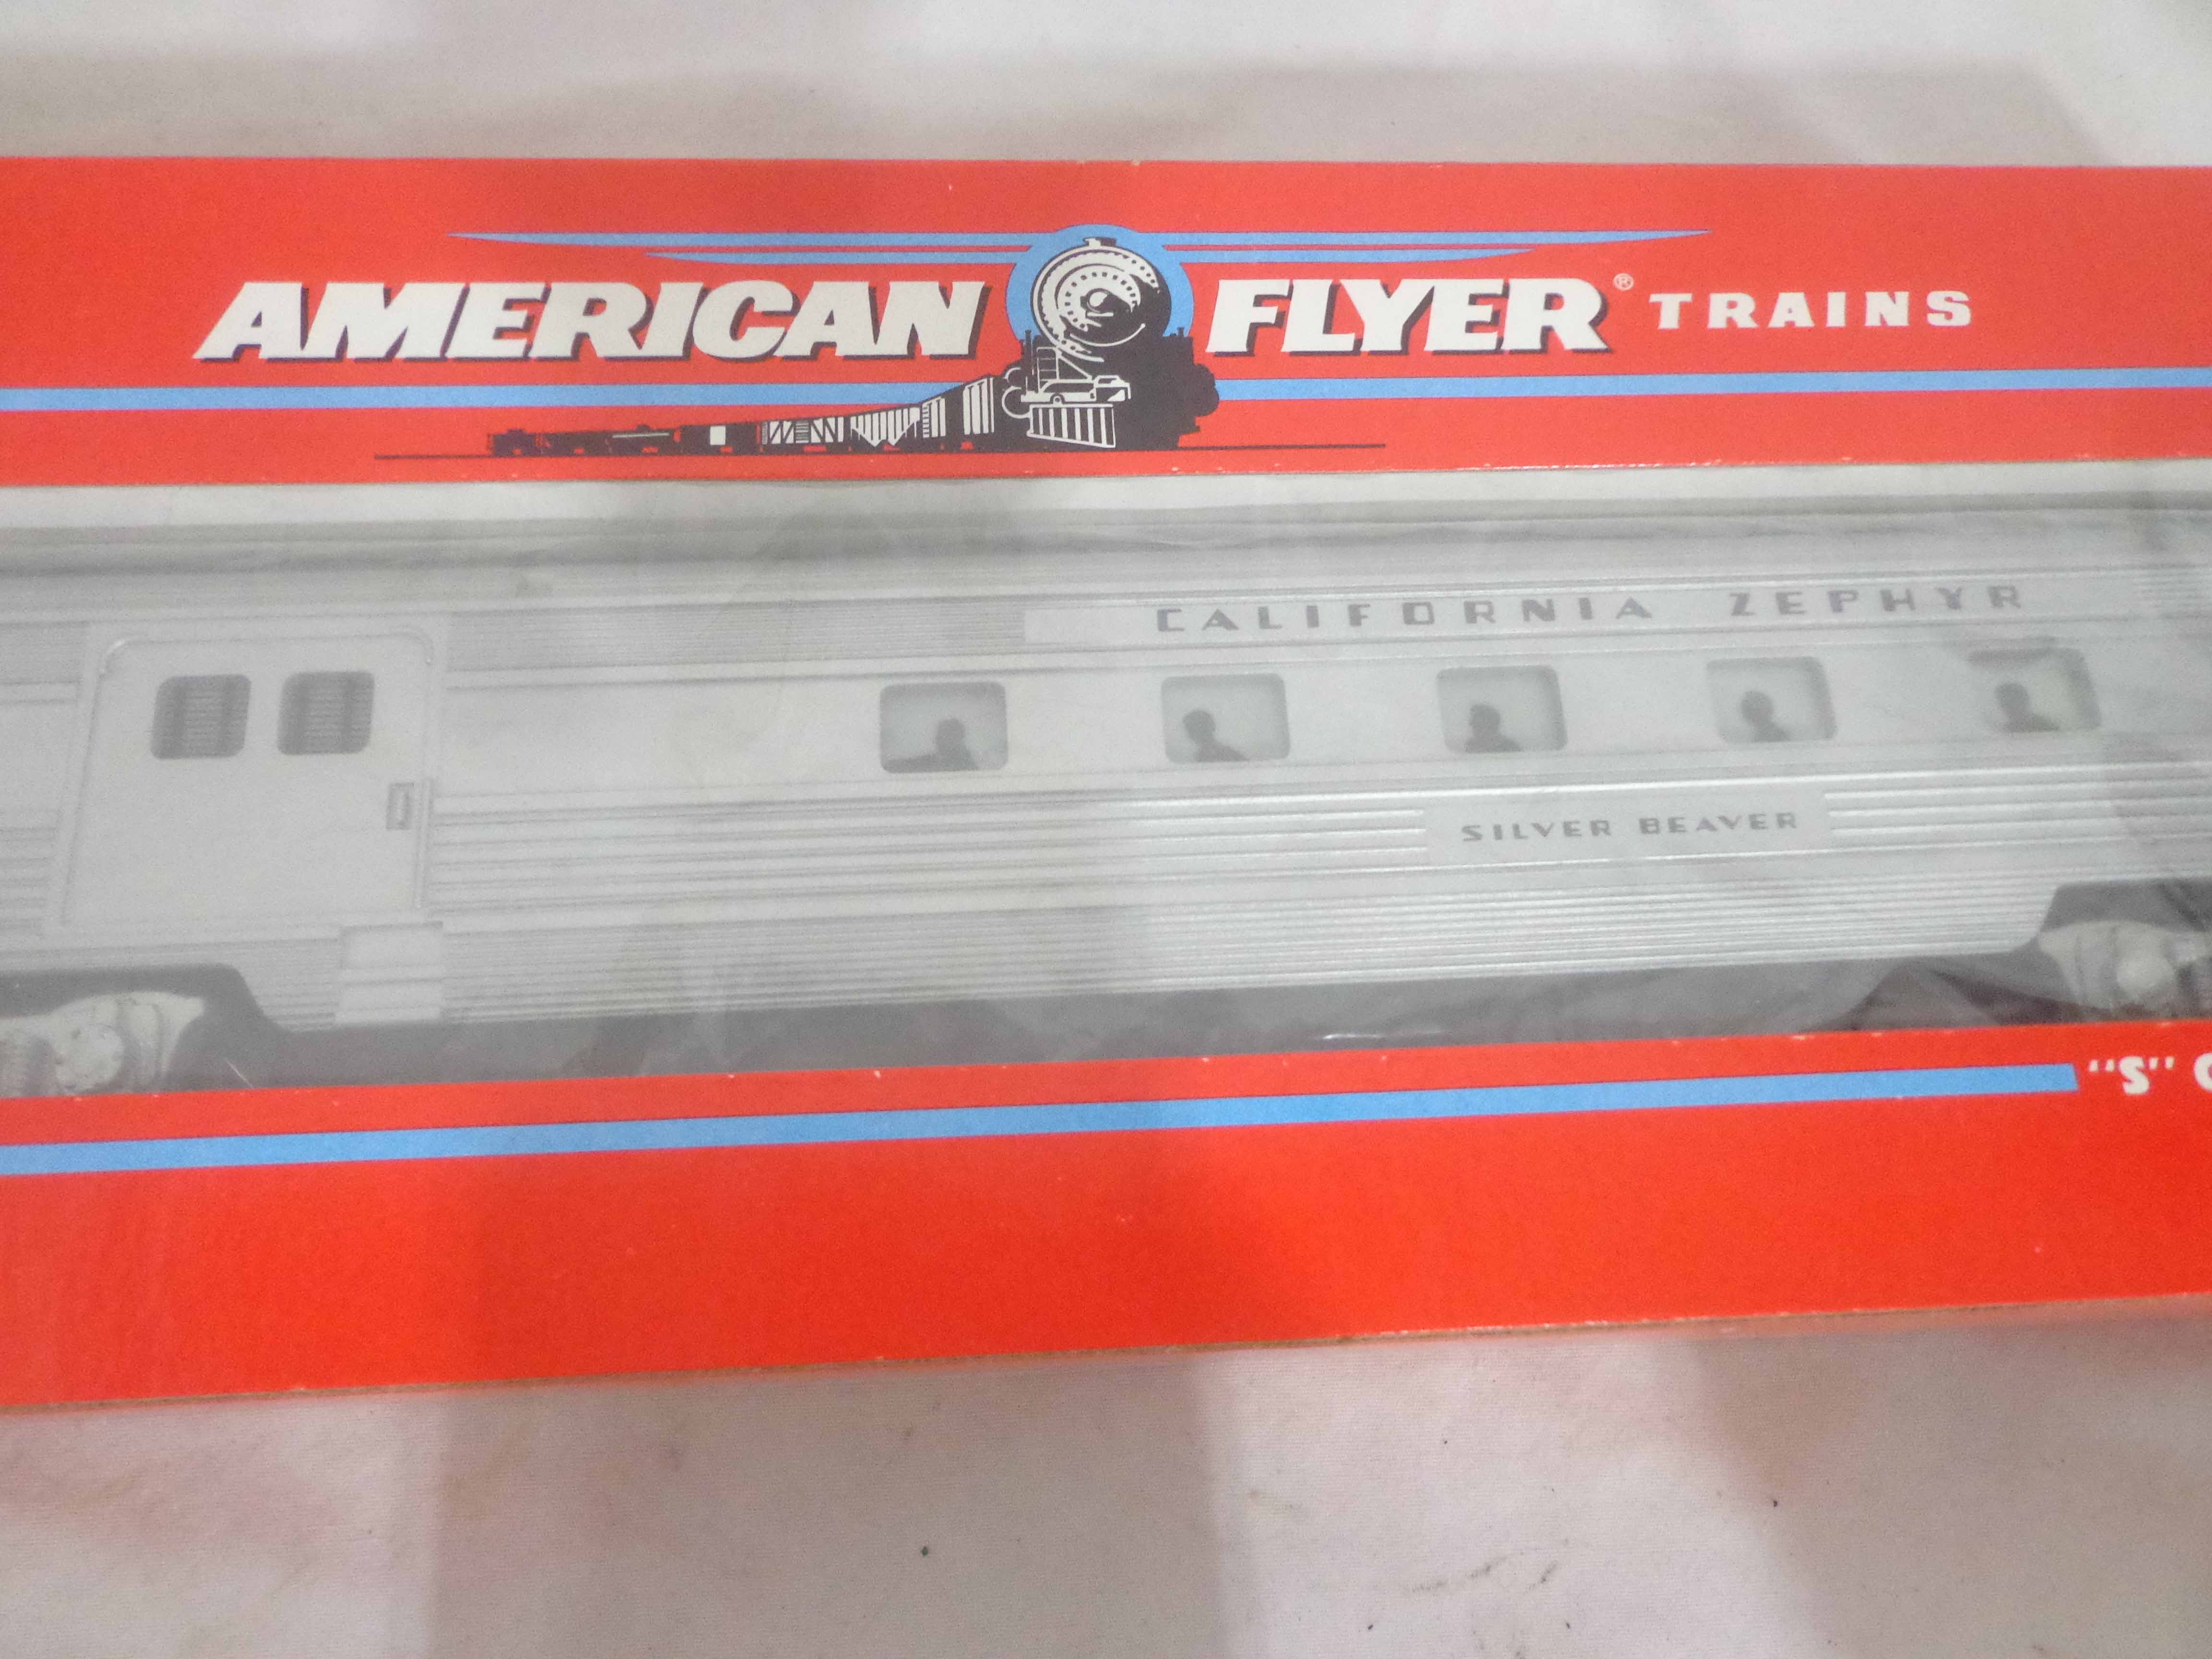 AMERICAN FLYER® TRAINS
CALIFORNIA ZEPHYR
SILVER BEAVER
"S"